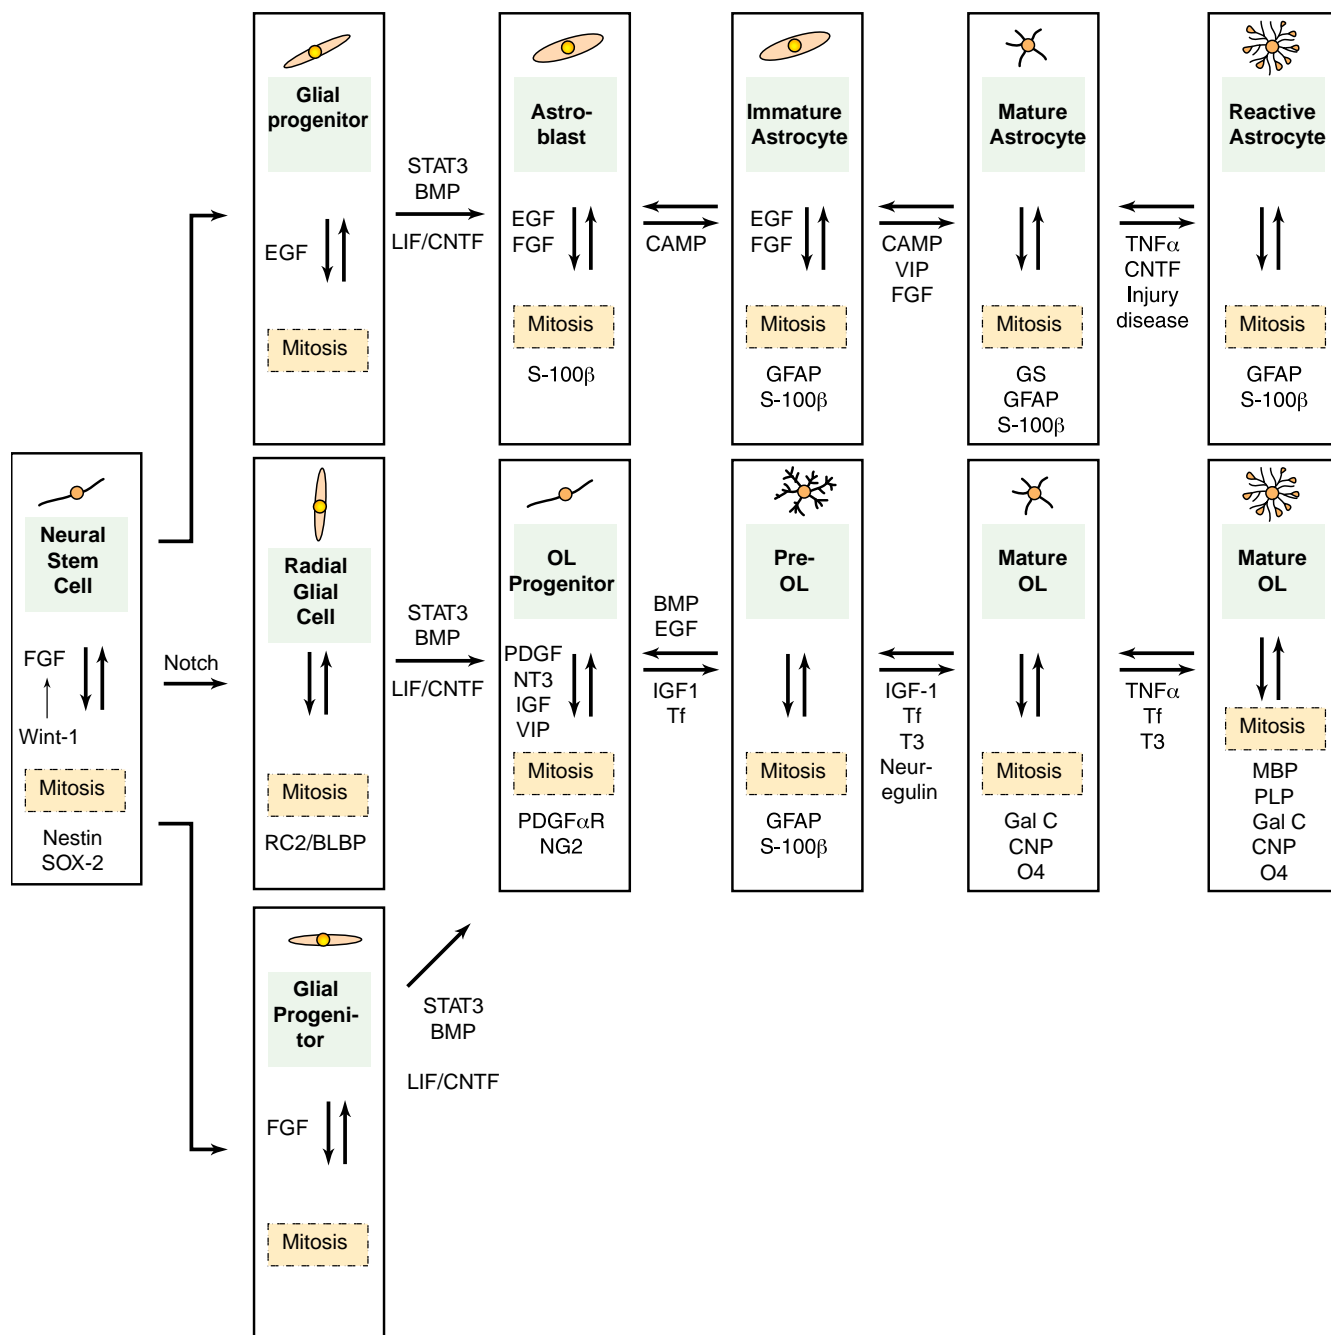 Glial
progenitor
EGF
Mitosis
STAT3
BMP
LIF/CNTF
Astro-
blast
EGF
FGF
Mitosis
S-100β
CAMP
Immature
Astrocyte
EGF
FGF
Mitosis
GFAP
S-100β
CAMP
VIP
FGF
Mature
Astrocyte
Mitosis
GS
GFAP
S-100β
TNFα
CNTF
Injury
disease
Reactive
Astrocyte
Mitosis
GFAP
S-100β
Neural
Stem
Cell
FGF
Wint-1
Mitosis
Nestin
SOX-2
Notch
Radial
Glial
Cell
Mitosis
RC2/BLBP
STAT3
BMP
LIF/CNTF
OL
Progenitor
PDGF
NT3
IGF
VIP
Mitosis
PDGFαR
NG2
BMP
EGF
IGF1
Tf
Pre-
OL
Mitosis
GFAP
S-100β
IGF-1
Tf
T3
Neur-
egulin
Mature
OL
Mitosis
Gal C
CNP
O4
TNFα
Tf
T3
Mature
OL
Mitosis
MBP
PLP
Gal C
CNP
O4
Glial
Progeni-
tor
FGF
Mitosis
STAT3
BMP
LIF/CNTF